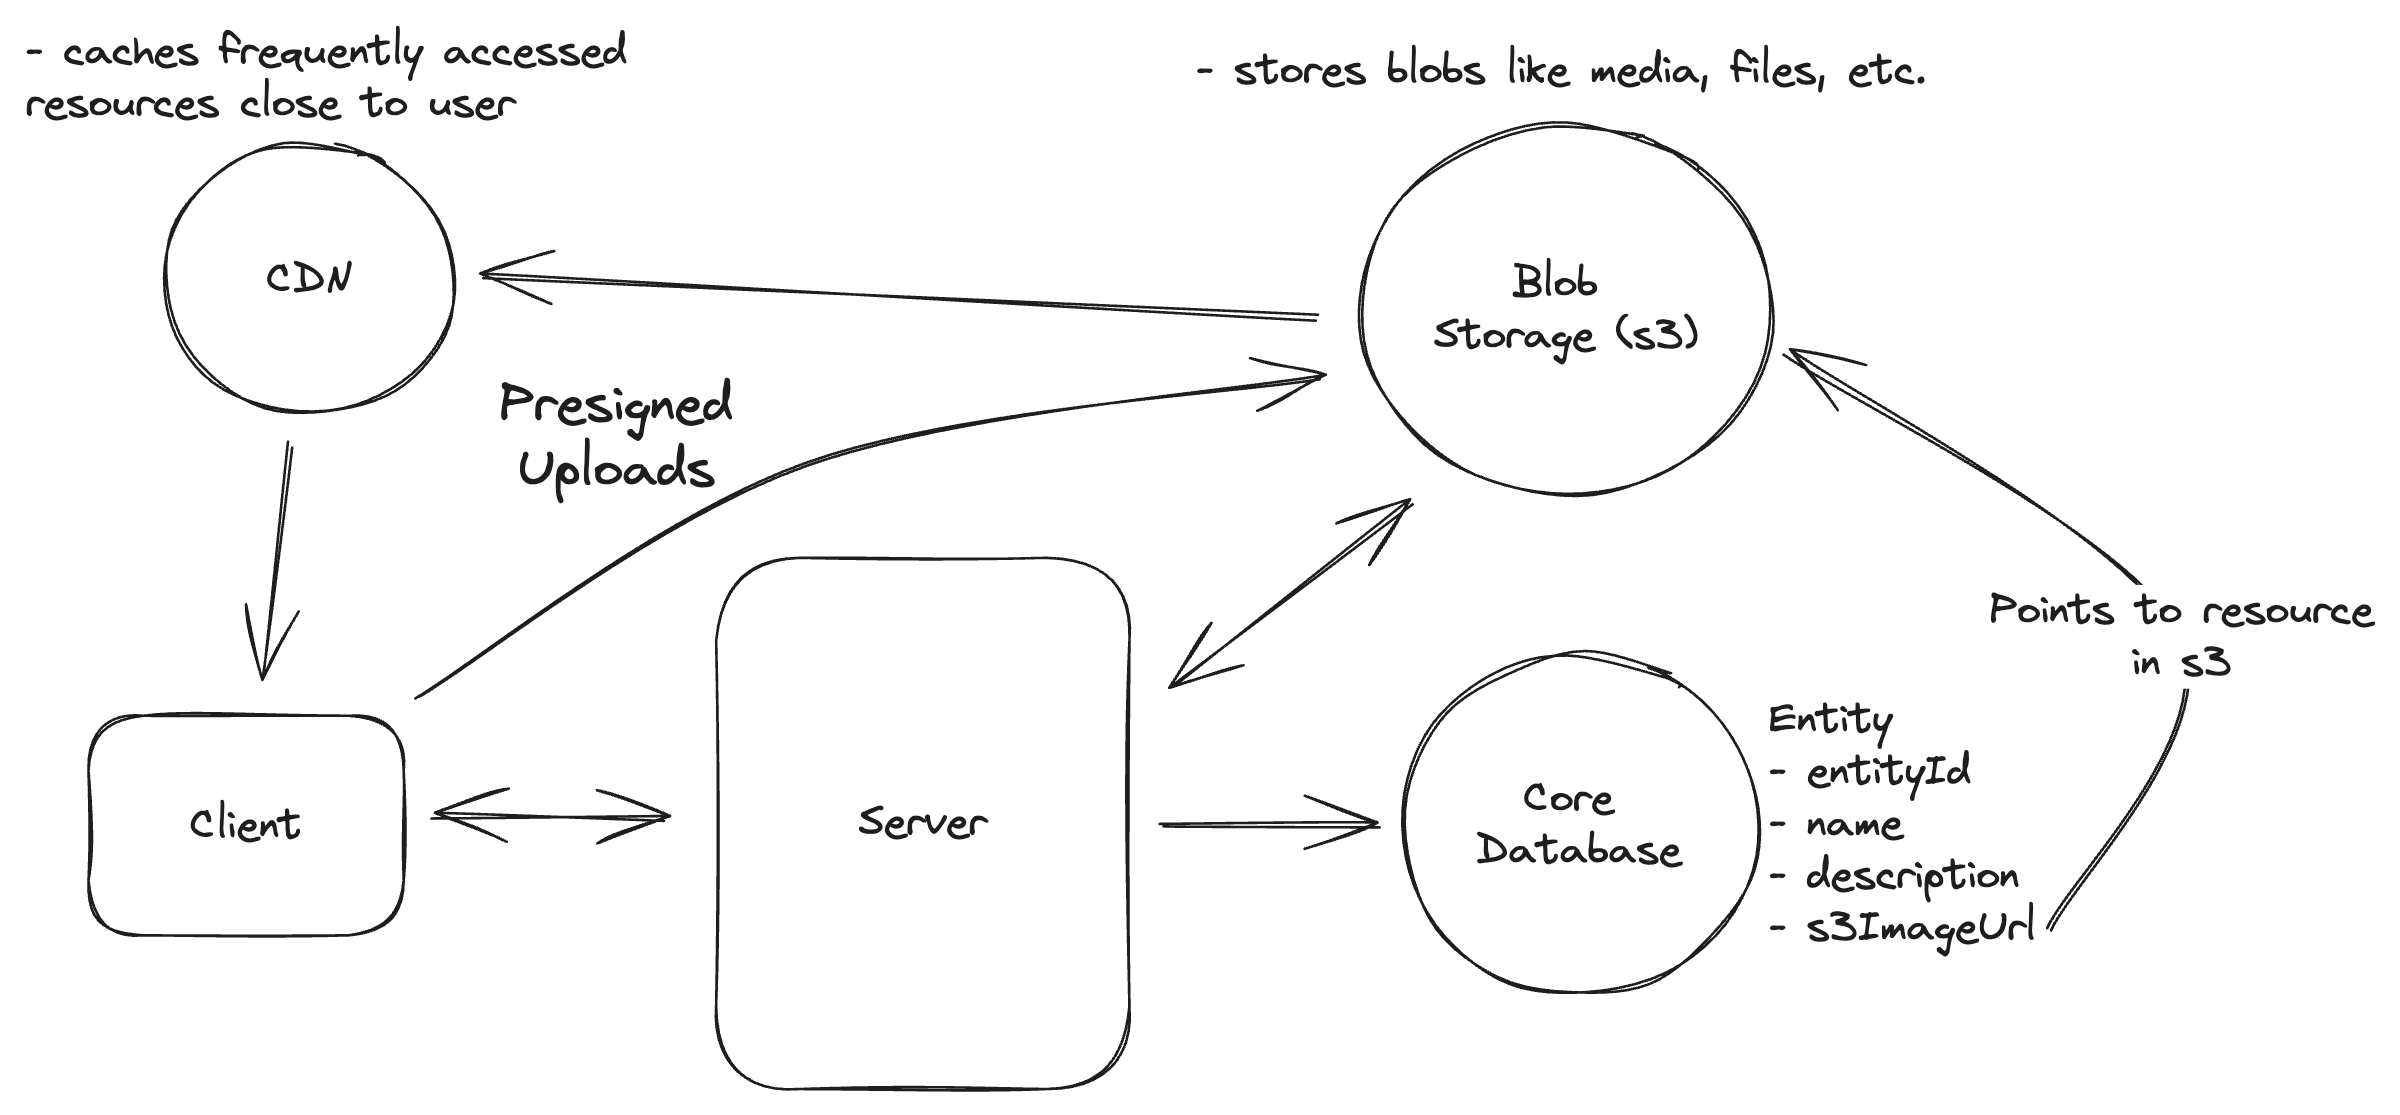 - caches frequently accessed
resources close to user
- stores blobs like media, files, etc.
CDN
Blob
Storage (s3)
Presigned
Uploads
Points to resource
in s3
Client
Server
Core
Database
Entity
- entityId
- name
- description
- s3ImageUrl